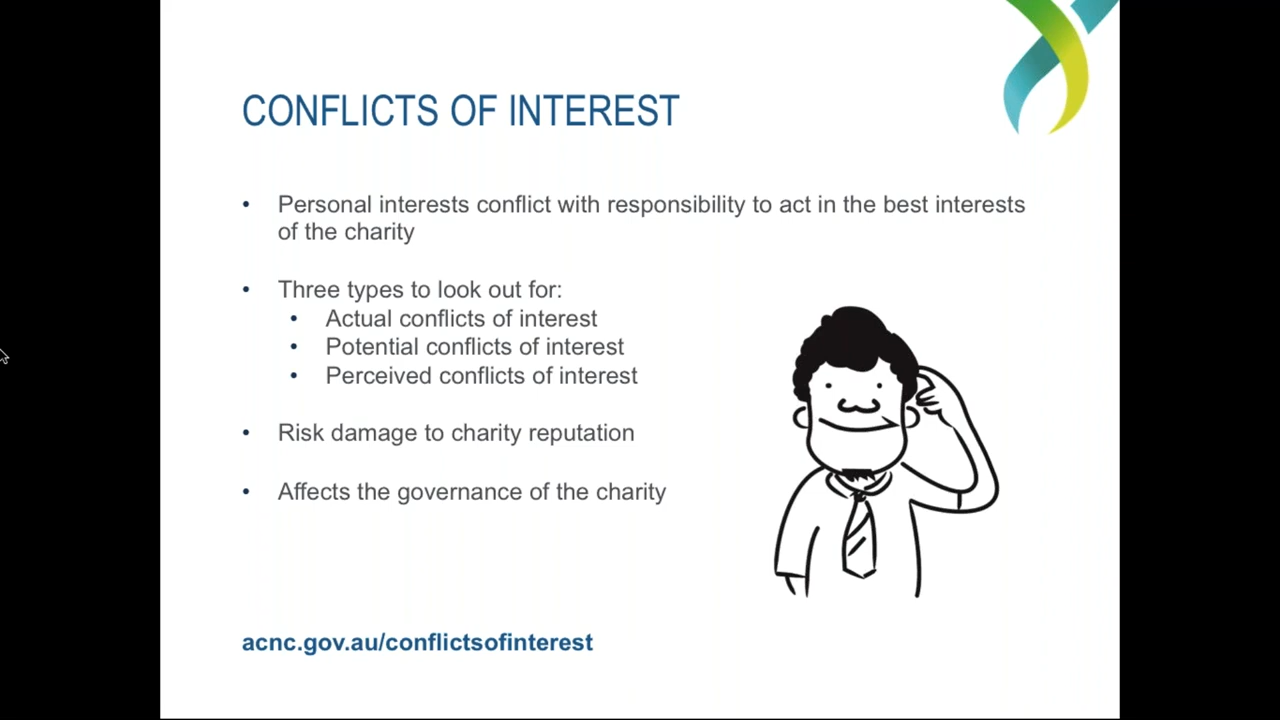 CONFLICTS OF INTEREST
• Personal interests conflict with responsibility to act in the best interests
of the charity
• Three types to look out for:
• Actual conflicts of interest
• Potential conflicts of interest
• Perceived conflicts of interest
• Risk damage to charity reputation
• Affects the governance of the charity
acnc.gov.au/conflictsofinterest